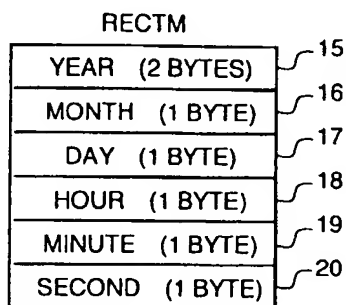 RECTM
YEAR (2 BYTES) 15
MONTH (1 BYTE) 16
DAY (1 BYTE) 17
HOUR (1 BYTE) 18
MINUTE (1 BYTE) 19
SECOND (1 BYTE) 20